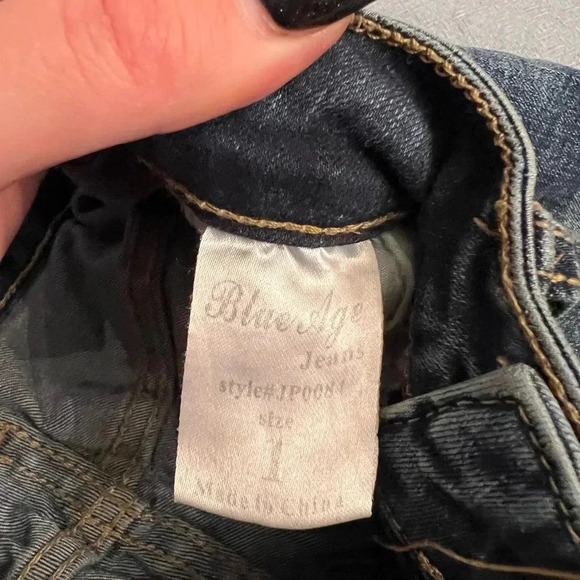 Blue Age
Jeans
style#JP0084
size
1
Made in China